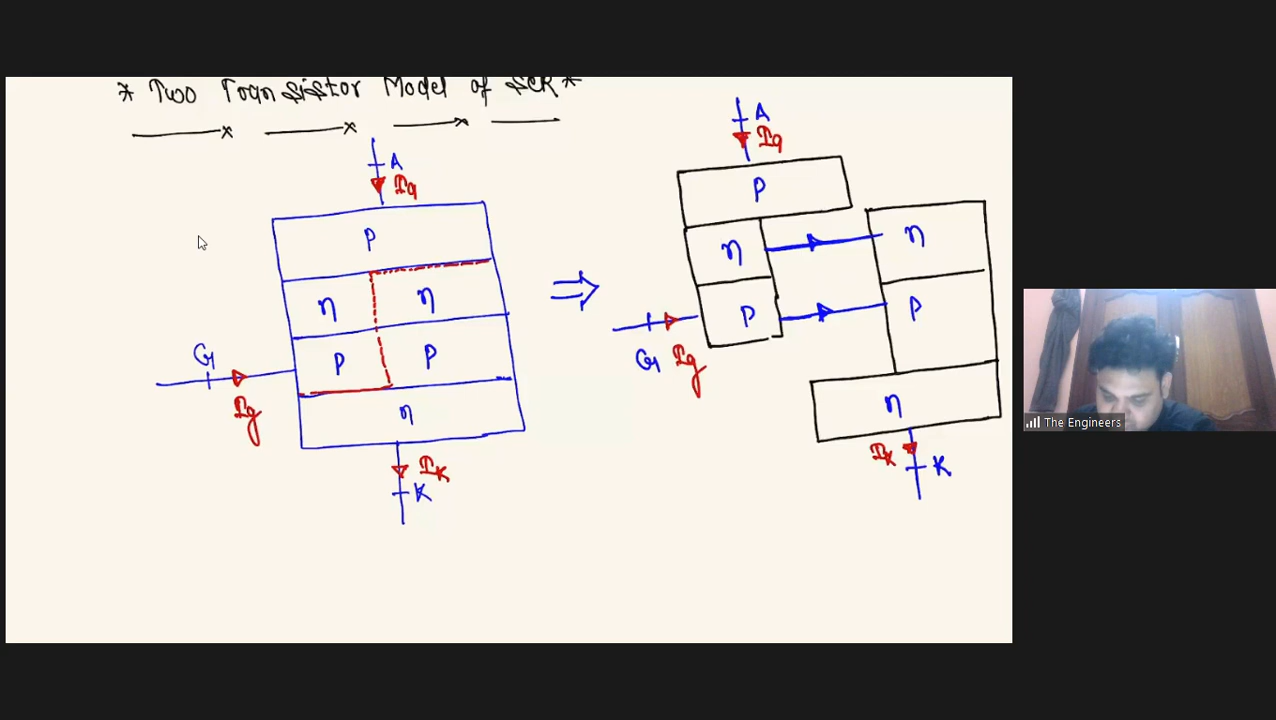 * Two Transistor Model of SCR *
A
Ia
P
n n
P P
G
Ig
n
Ik
K
⇒
A
Ia
P
n
P
G Ig
n
P
n
Ik K
The Engineers